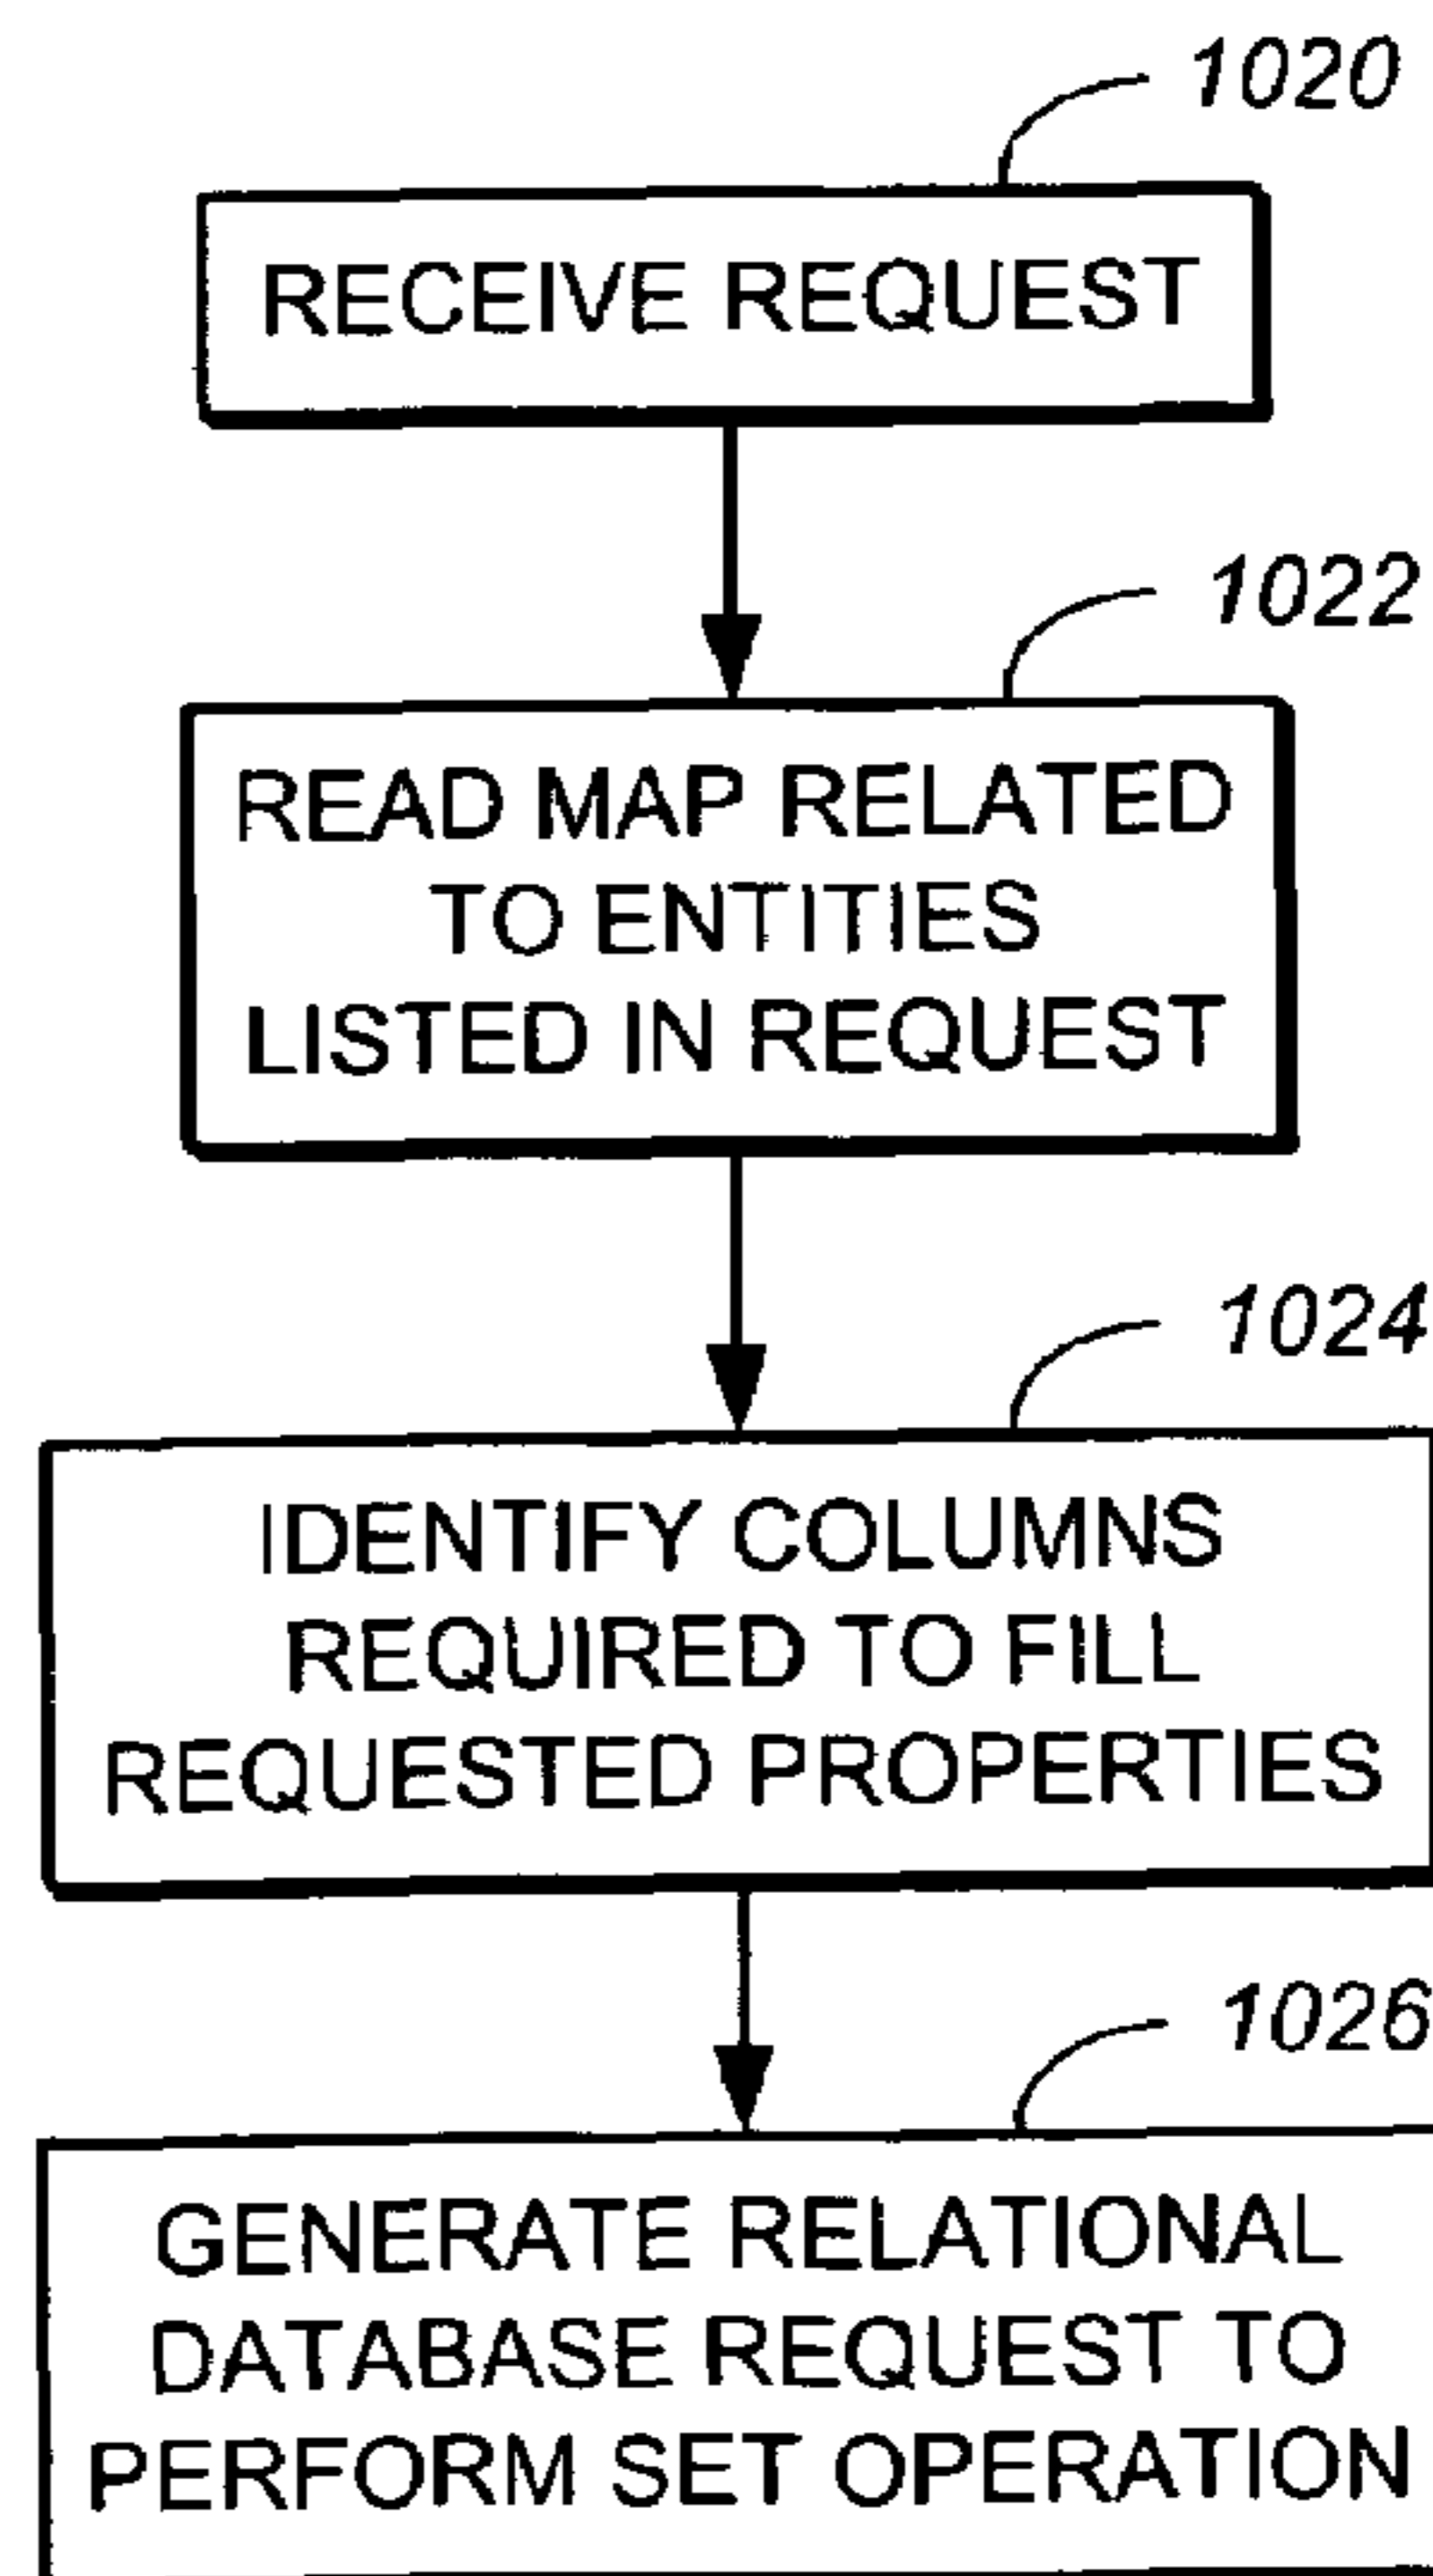 1020
RECEIVE REQUEST
1022
READ MAP RELATED
TO ENTITIES
LISTED IN REQUEST
1024
IDENTIFY COLUMNS
REQUIRED TO FILL
REQUESTED PROPERTIES
1026
GENERATE RELATIONAL
DATABASE REQUEST TO
PERFORM SET OPERATION